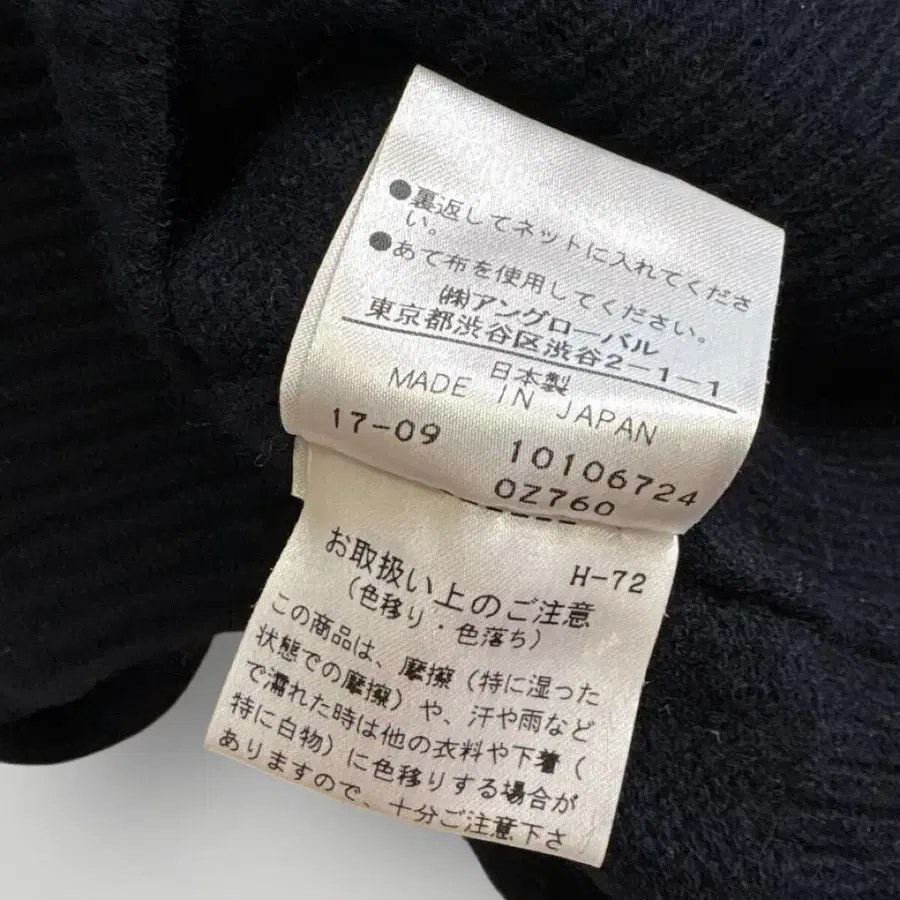 ●裏返してネットに入れてくださ
い。
●あて布を使用してください。
(株)アングローバル
東京都渋谷区渋谷2-1-1
日本製
MADE IN JAPAN
17-09 10106724
0Z760
H-72
お取扱い上のご注意
(色移り・色落ち)
この商品は、摩擦(特に湿った
状態での摩擦)や、汗や雨など
で濡れた時は他の衣料や下着(
特に白物)に色移りする場合が
ありますので、十分ご注意下さ